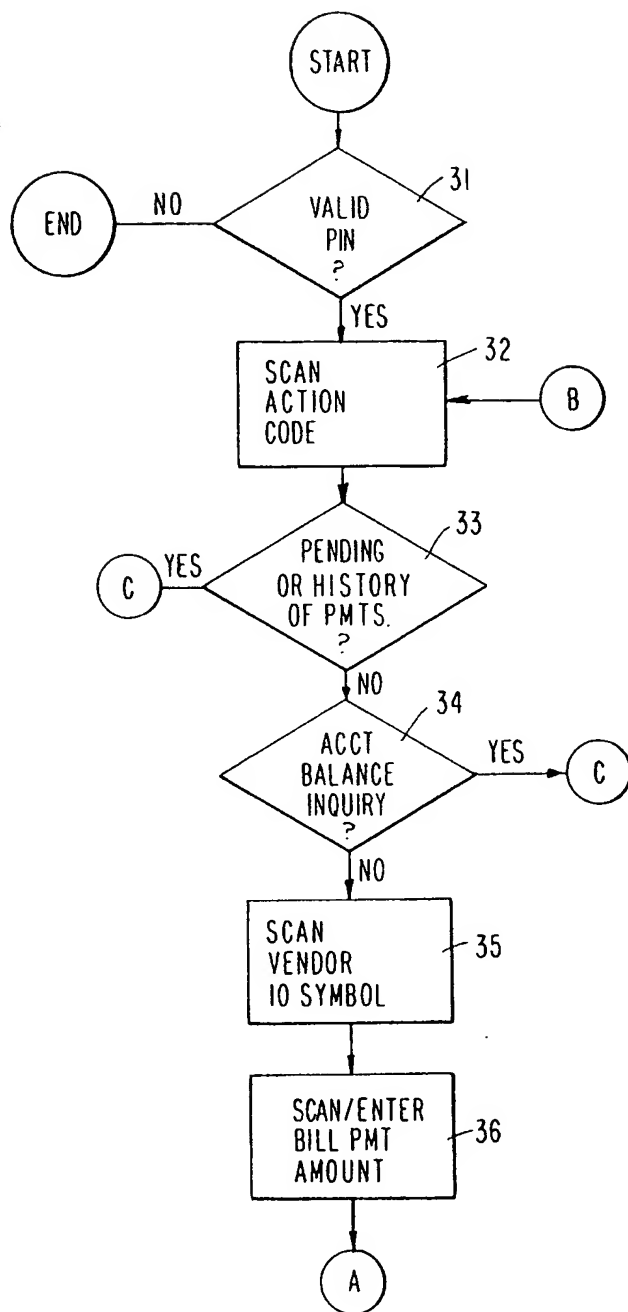 START
31
END
NO
VALID
PIN
?
YES
32
SCAN
ACTION
CODE
B
33
C
YES
PENDING
OR HISTORY
OF PMTS.
?
NO
34
ACCT
BALANCE
INQUIRY
?
YES
C
NO
SCAN
VENDOR
IO SYMBOL
35
SCAN/ENTER
BILL PMT
AMOUNT
36
A